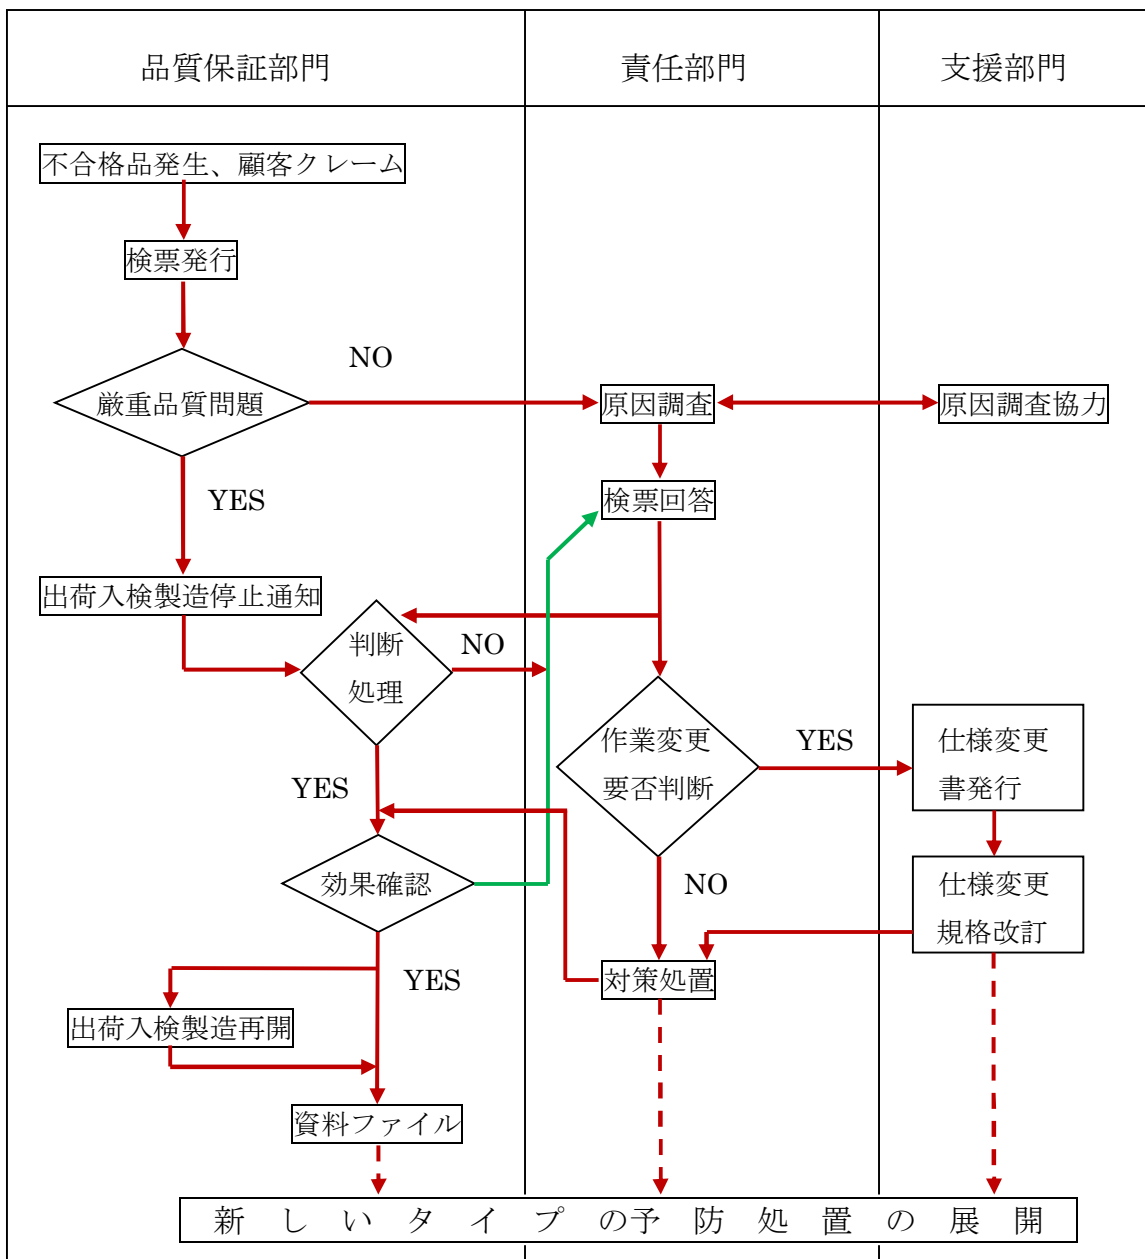 品質保証部門
責任部門
支援部門
不合格品発生、顧客クレーム
検票発行
NO
厳重品質問題
原因調査
原因調査協力
YES
検票回答
出荷入検製造停止通知
判断
処理
NO
作業変更
要否判断
YES
仕様変更
書発行
YES
効果確認
NO
仕様変更
規格改訂
YES
対策処置
出荷入検製造再開
資料ファイル
新しいタイプの予防処置の展開